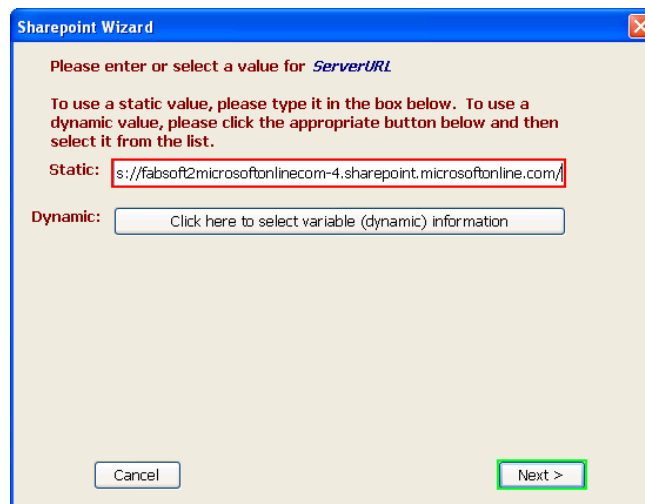 Sharepoint Wizard
Please enter or select a value for ServerURL
To use a static value, please type it in the box below. To use a
dynamic value, please click the appropriate button below and then
select it from the list.
Static: s://fabsoft2microsoftonlinecom-4.sharepoint.microsoftonline.com/
Dynamic: Click here to select variable (dynamic) information
Cancel Next >